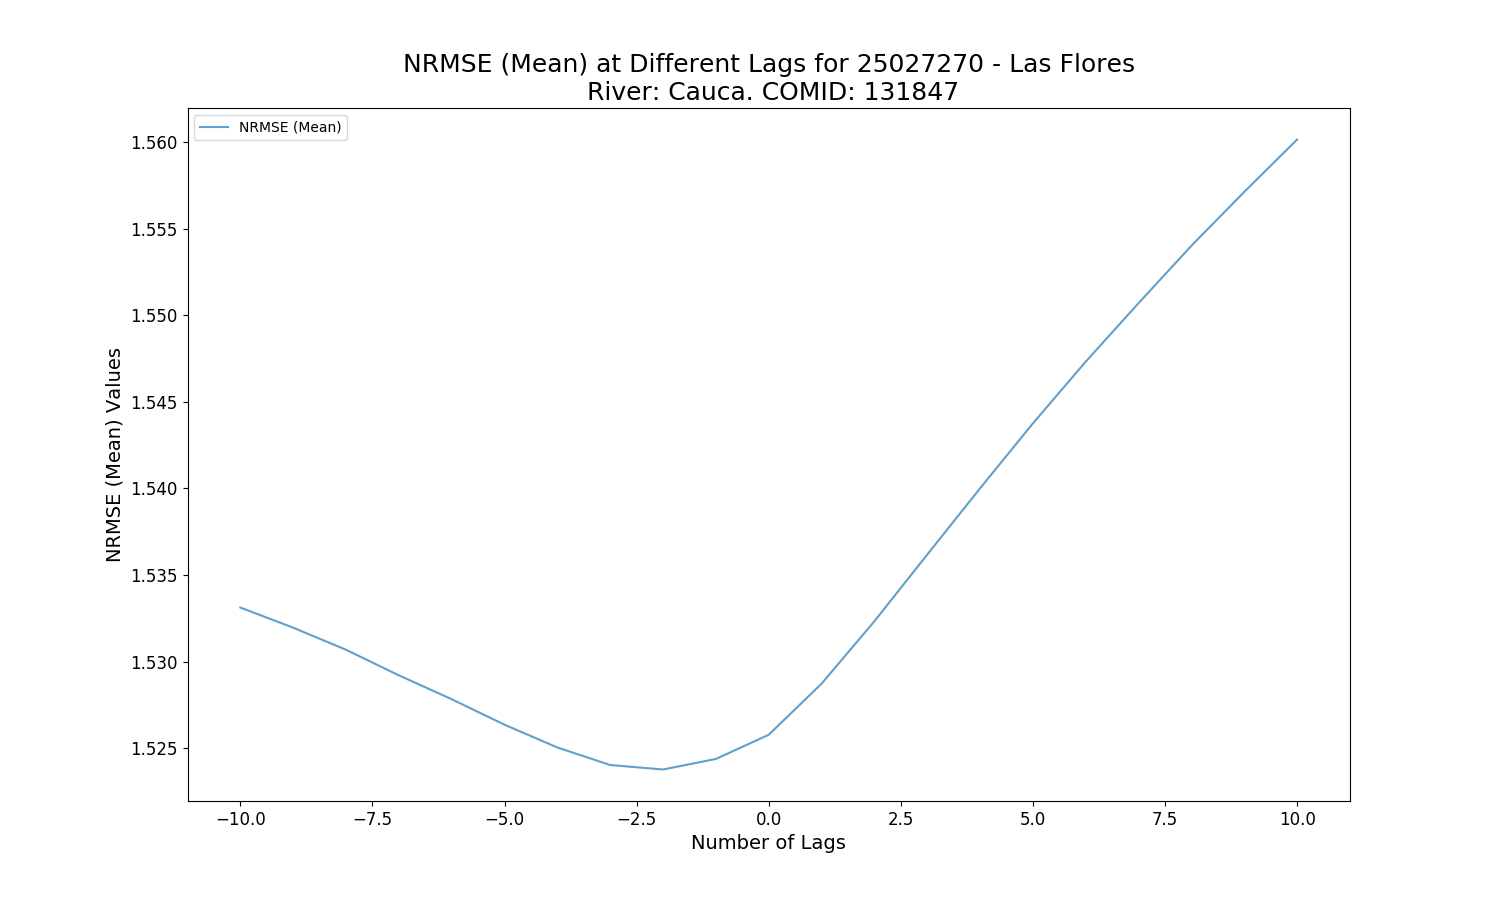 NRMSE (Mean) at Different Lags for 25027270 - Las Flores
River: Cauca. COMID: 131847
NRMSE (Mean)
1.560
1.555
1.550
1.545
1.540
1.535
1.530
1.525
NRMSE (Mean) Values
−10.0 −7.5 −5.0 −2.5 0.0 2.5 5.0 7.5 10.0
Number of Lags